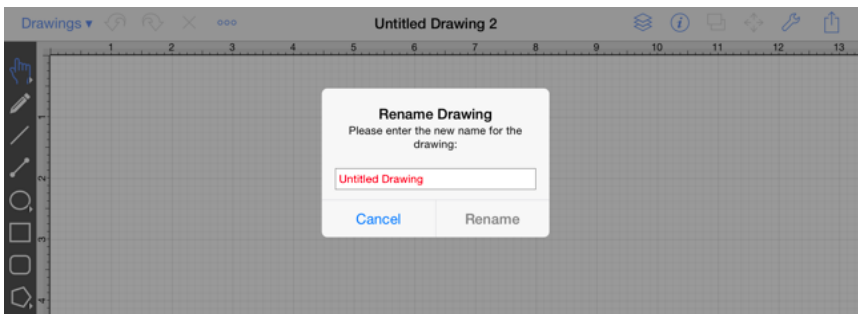 Drawings ▾
Untitled Drawing 2
1 2 3 4 5 6 7 8 9 10 11 12 13
Rename Drawing
Please enter the new name for the
drawing:
Untitled Drawing
Cancel Rename
2
3
4